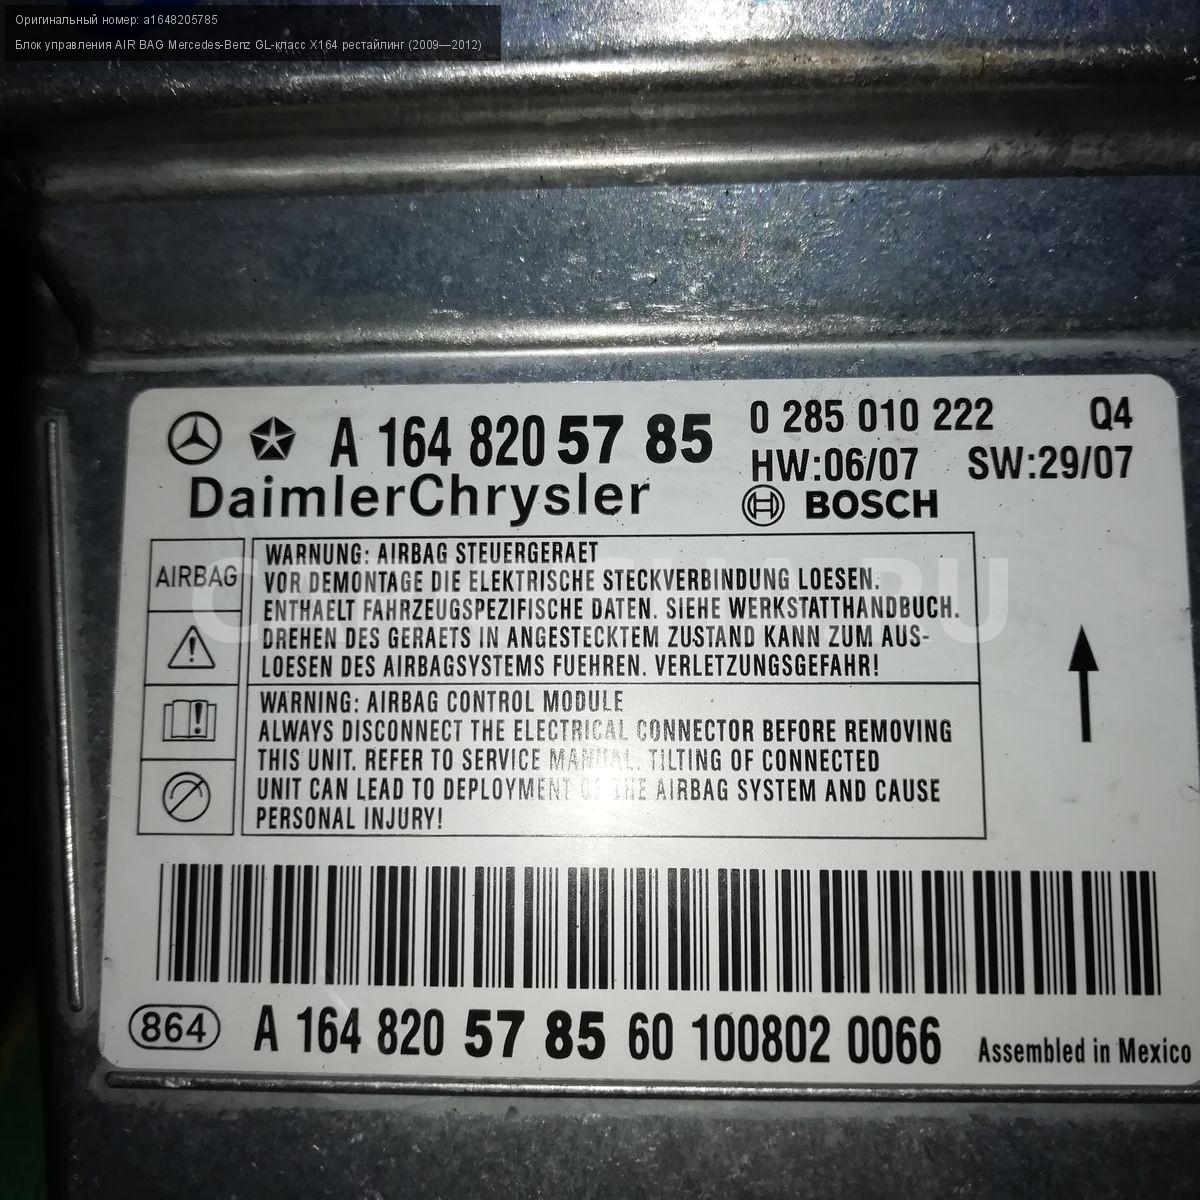 Оригинальный номер: a1648205785
Блок управления AIR BAG Mercedes-Benz GL-класс X164 рестайлинг (2009—2012)
A 164 820 57 85
0 285 010 222 Q4
HW:06/07 SW:29/07
DaimlerChrysler
BOSCH
AIRBAG
WARNUNG: AIRBAG STEUERGERAET
VOR DEMONTAGE DIE ELEKTRISCHE STECKVERBINDUNG LOESEN.
ENTHAELT FAHRZEUGSPEZIFISCHE DATEN. SIEHE WERKSTATTHANDBUCH.
DREHEN DES GERAETS IN ANGESTECKTEM ZUSTAND KANN ZUM AUS-
LOESEN DES AIRBAGSYSTEMS FUEHREN. VERLETZUNGSGEFAHR!
WARNING: AIRBAG CONTROL MODULE
ALWAYS DISCONNECT THE ELECTRICAL CONNECTOR BEFORE REMOVING
THIS UNIT. REFER TO SERVICE MANUAL. TILTING OF CONNECTED
UNIT CAN LEAD TO DEPLOYMENT OF THE AIRBAG SYSTEM AND CAUSE
PERSONAL INJURY!
864
A 164 820 57 85 60 100802 0066
Assembled in Mexico